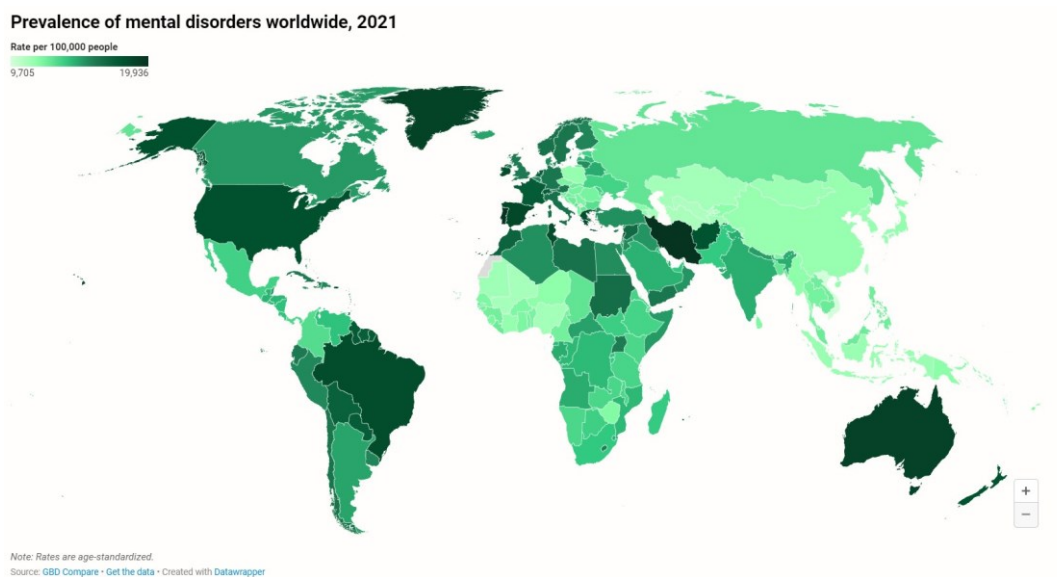 Prevalence of mental disorders worldwide, 2021
Rate per 100,000 people
9,705 19,936
+
−
Note: Rates are age-standardized.
Source: GBD Compare • Get the data • Created with Datawrapper